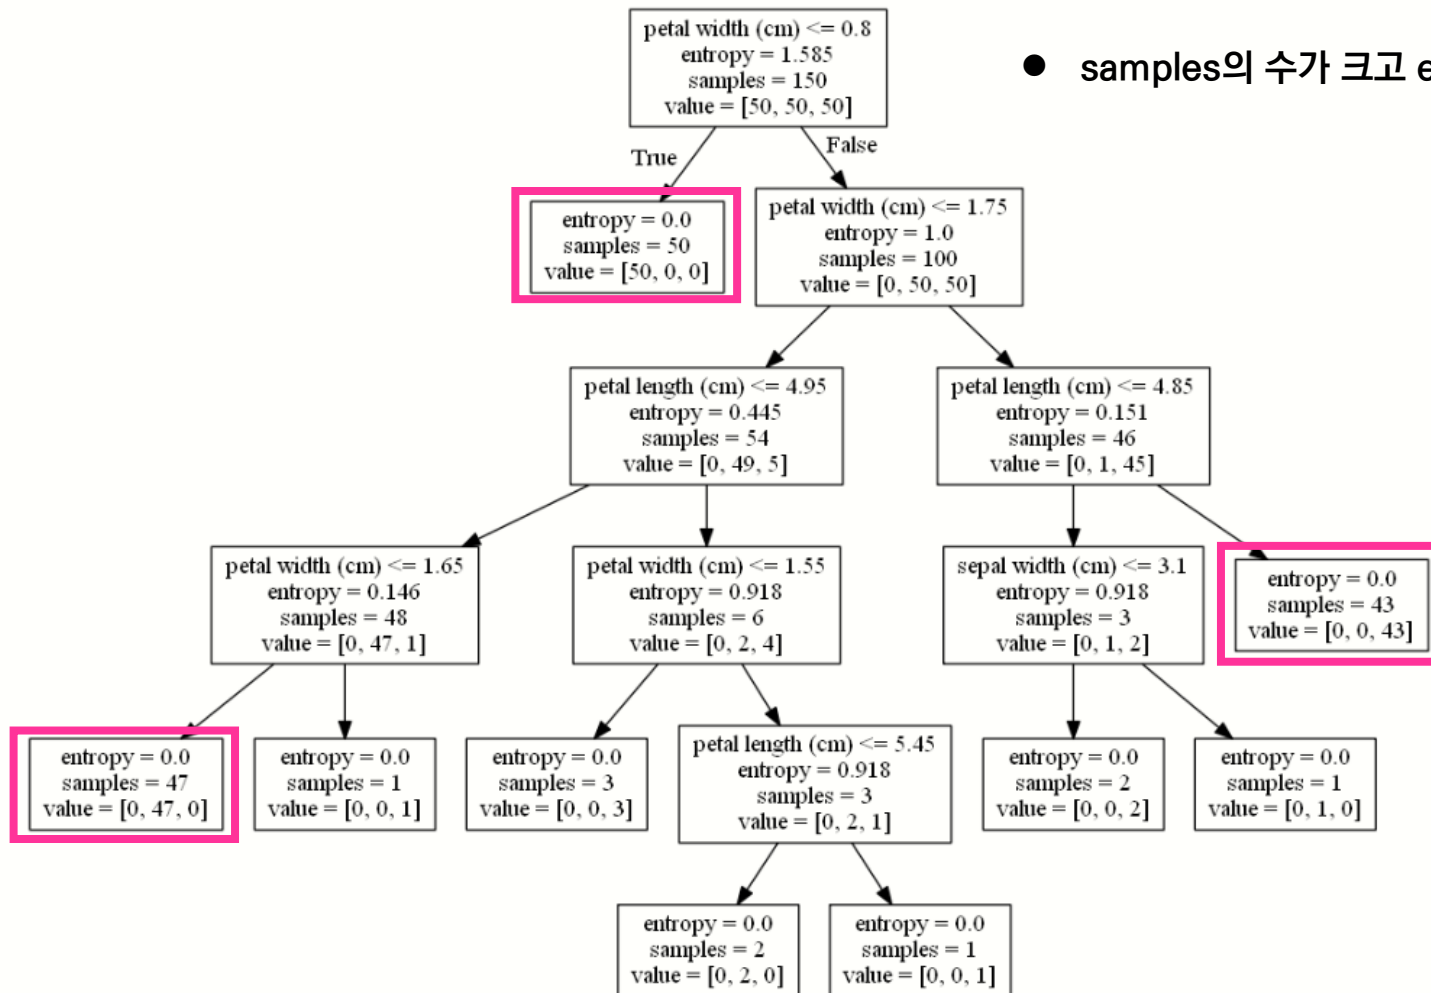 petal width (cm) <= 0.8
entropy = 1.585
samples = 150
value = [50, 50, 50]
● samples의 수가 크고 e
True
False
entropy = 0.0
samples = 50
value = [50, 0, 0]
petal width (cm) <= 1.75
entropy = 1.0
samples = 100
value = [0, 50, 50]
petal length (cm) <= 4.95
entropy = 0.445
samples = 54
value = [0, 49, 5]
petal length (cm) <= 4.85
entropy = 0.151
samples = 46
value = [0, 1, 45]
petal width (cm) <= 1.65
entropy = 0.146
samples = 48
value = [0, 47, 1]
petal width (cm) <= 1.55
entropy = 0.918
samples = 6
value = [0, 2, 4]
sepal width (cm) <= 3.1
entropy = 0.918
samples = 3
value = [0, 1, 2]
entropy = 0.0
samples = 43
value = [0, 0, 43]
entropy = 0.0
samples = 47
value = [0, 47, 0]
entropy = 0.0
samples = 1
value = [0, 0, 1]
entropy = 0.0
samples = 3
value = [0, 0, 3]
petal length (cm) <= 5.45
entropy = 0.918
samples = 3
value = [0, 2, 1]
entropy = 0.0
samples = 2
value = [0, 0, 2]
entropy = 0.0
samples = 1
value = [0, 1, 0]
entropy = 0.0
samples = 2
value = [0, 2, 0]
entropy = 0.0
samples = 1
value = [0, 0, 1]